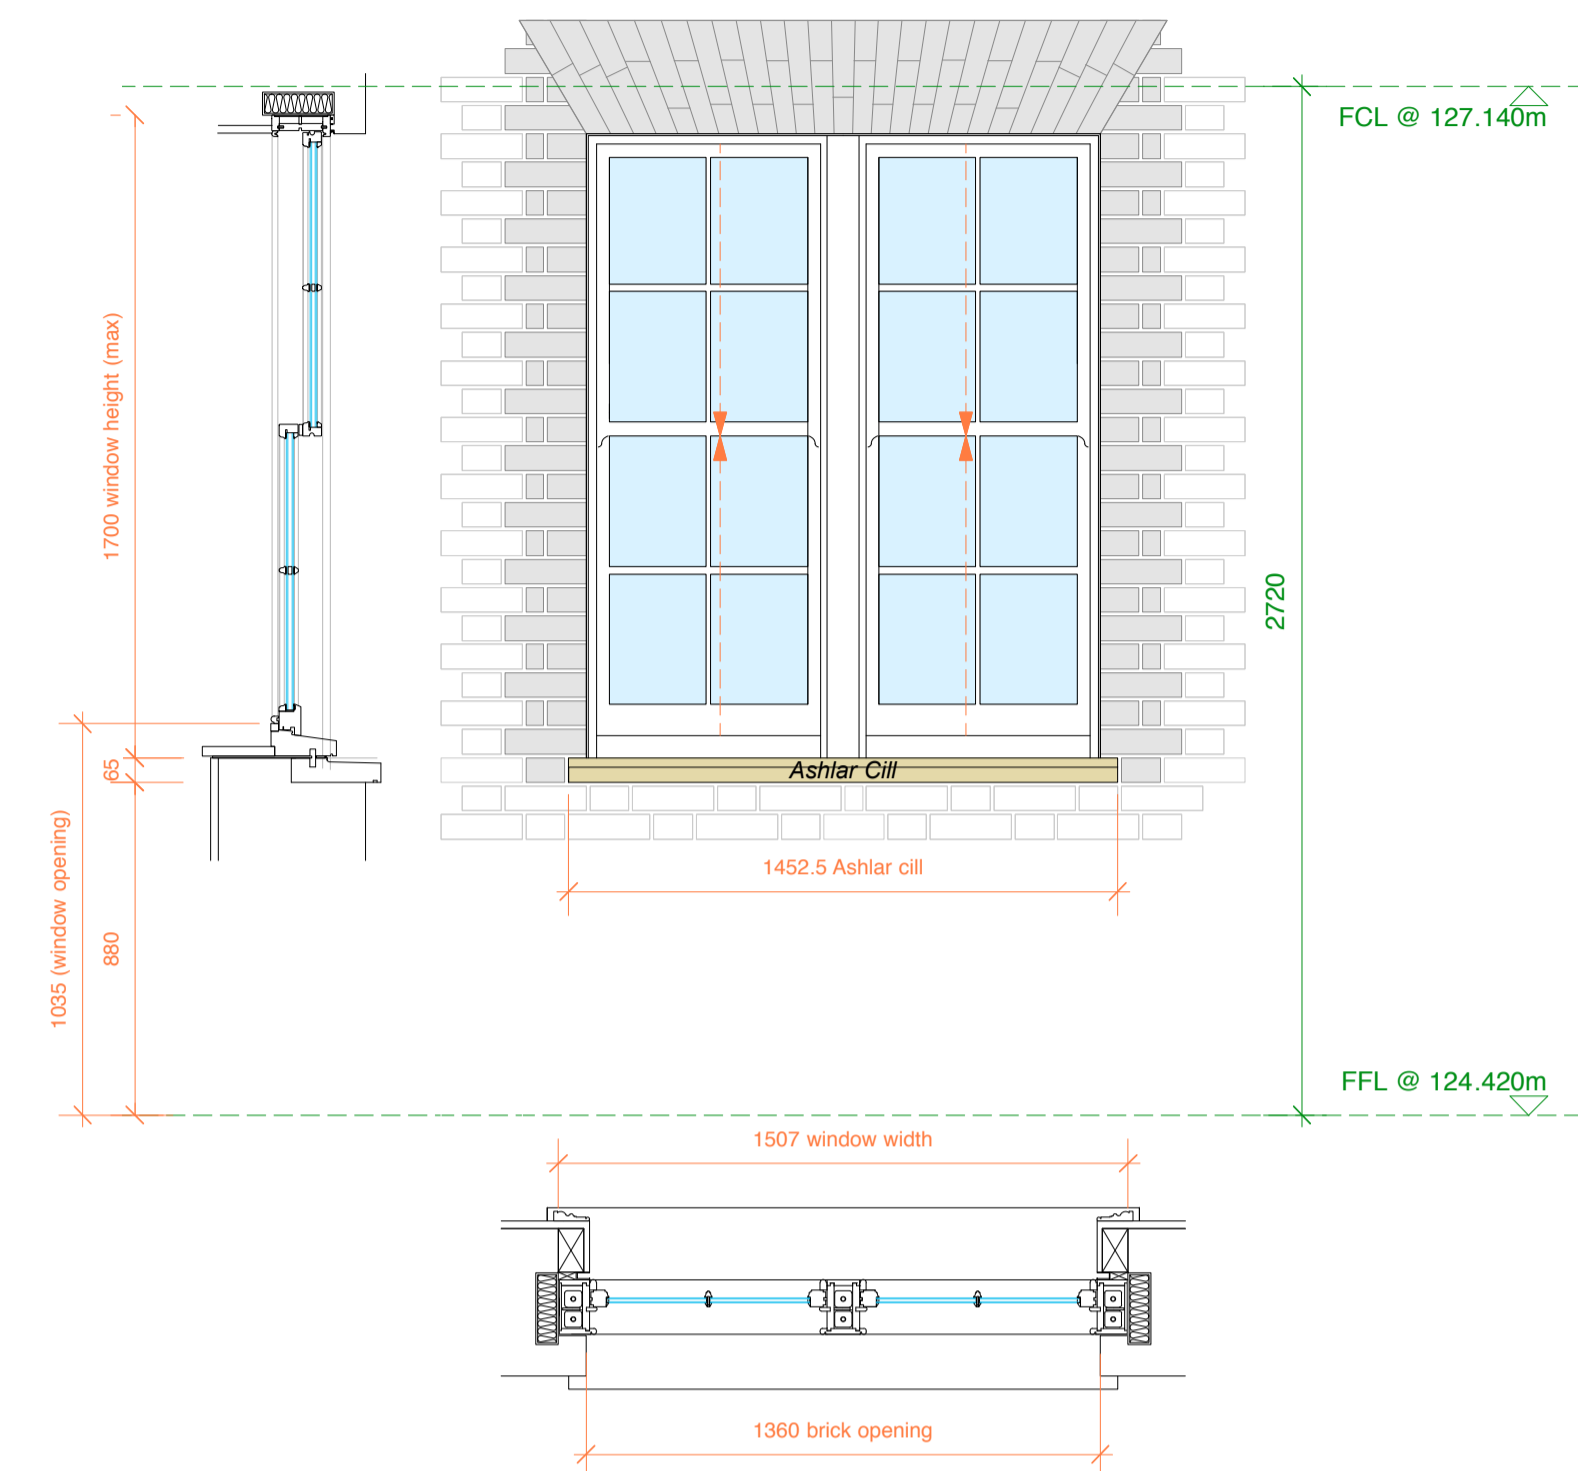 FCL @ 127.140m
1700 window height (max)
2720
65
Ashlar Cill
1035 (window opening)
880
1452.5 Ashlar cill
FFL @ 124.420m
1507 window width
1360 brick opening